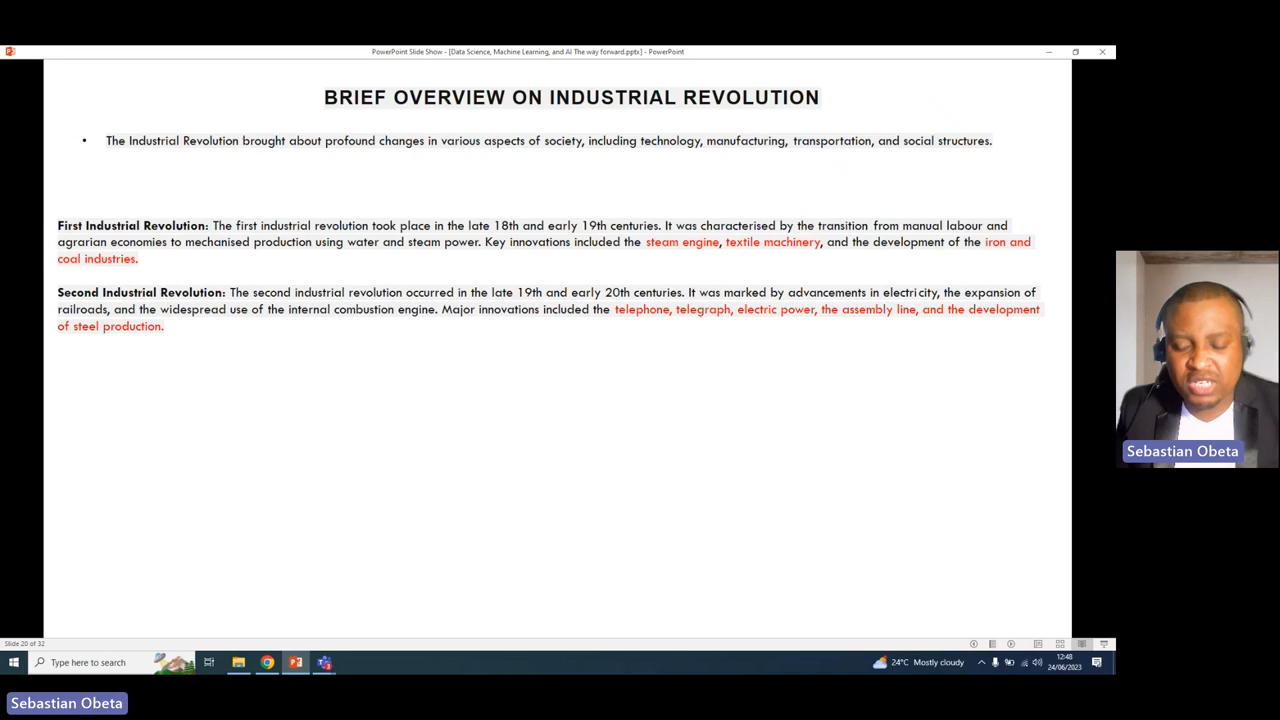 PowerPoint Slide Show - [Data Science, Machine Learning, and AI The way forward.pptx] - PowerPoint
BRIEF OVERVIEW ON INDUSTRIAL REVOLUTION
• The Industrial Revolution brought about profound changes in various aspects of society, including technology, manufacturing, transportation, and social structures.
First Industrial Revolution: The first industrial revolution took place in the late 18th and early 19th centuries. It was characterised by the transition from manual labour and
agrarian economies to mechanised production using water and steam power. Key innovations included the steam engine, textile machinery, and the development of the iron and
coal industries.
Second Industrial Revolution: The second industrial revolution occurred in the late 19th and early 20th centuries. It was marked by advancements in electricity, the expansion of
railroads, and the widespread use of the internal combustion engine. Major innovations included the telephone, telegraph, electric power, the assembly line, and the development
of steel production.
Sebastian Obeta
Slide 20 of 32
Type here to search
24°C Mostly cloudy
12:48
24/06/2023
Sebastian Obeta